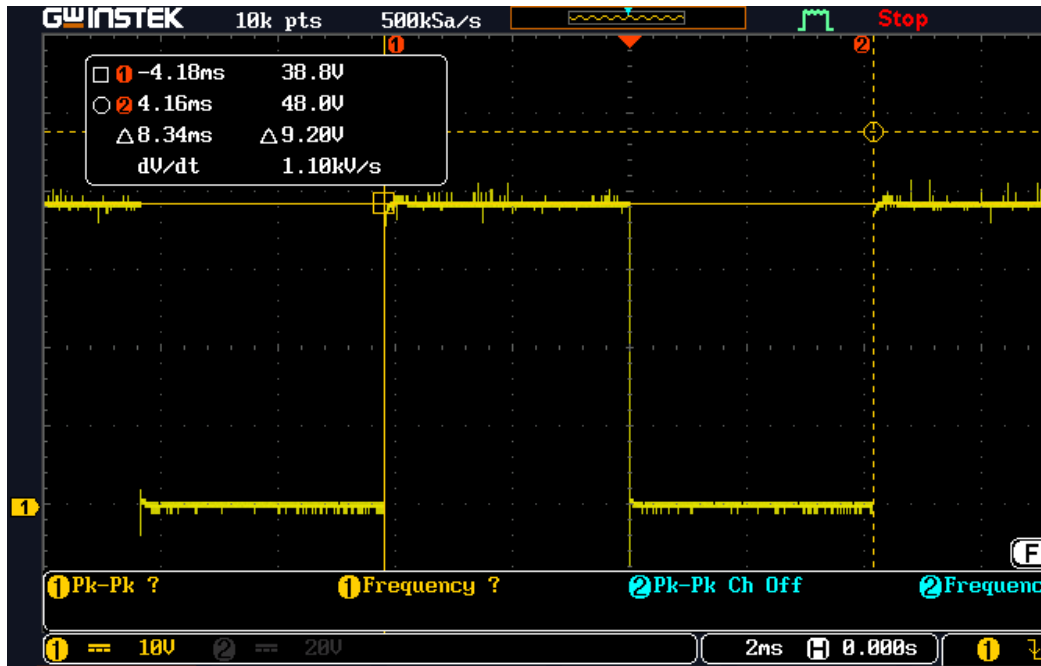 GWINSTEK 10k pts 500kSa/s Stop
1 2
1 -4.18ms 38.8V
2 4.16ms 48.0V
△8.34ms △9.20V
dV/dt 1.10kV/s
1
F
1 Pk-Pk ? 1 Frequency ? 2 Pk-Pk Ch Off 2 Frequenc
1 10V 2 20V 2ms H 0.000s 1